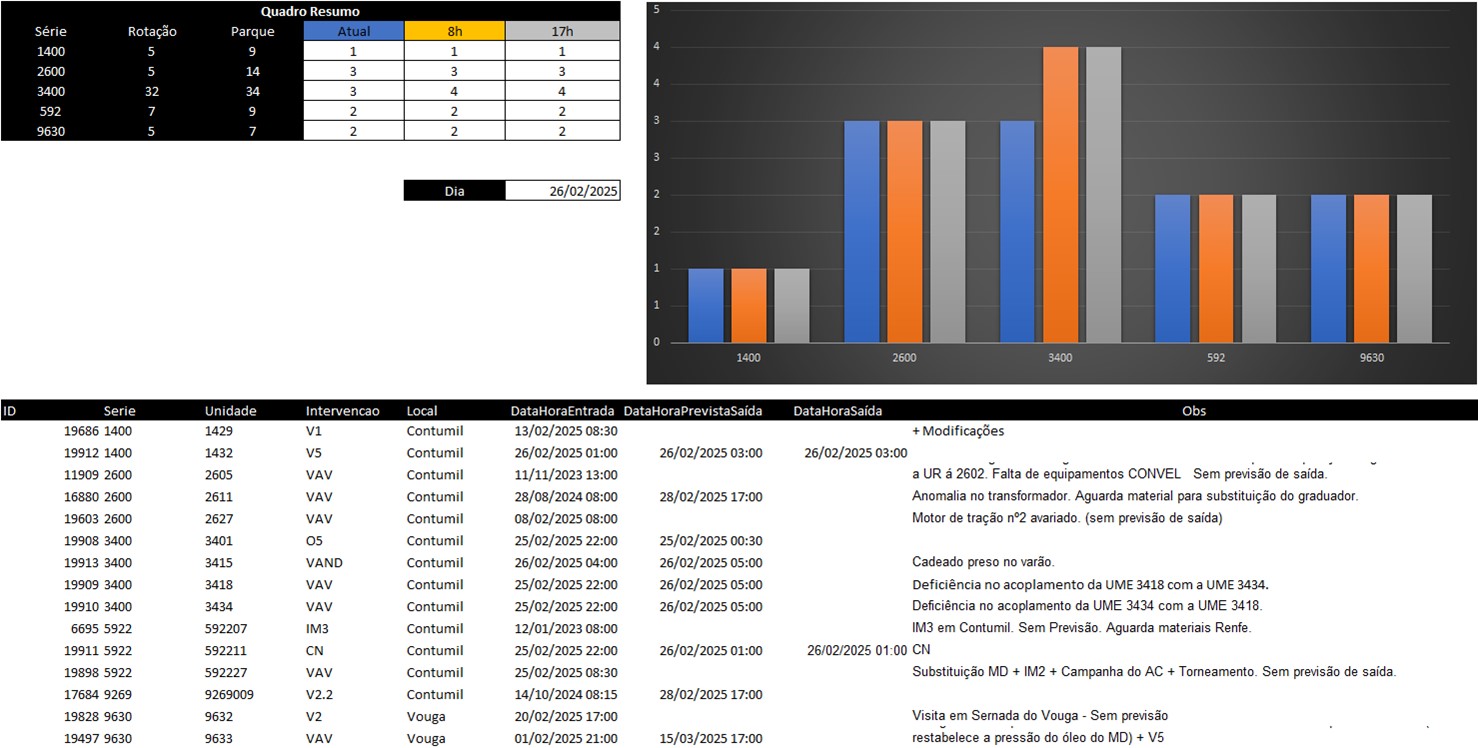 Quadro Resumo
Série Rotação Parque Atual 8h 17h
1400 5 9 1 1 1
2600 5 14 3 3 3
3400 32 34 3 4 4
592 7 9 2 2 2
9630 5 7 2 2 2
Dia 26/02/2025
5
4
4
3
3
2
2
1
1
0
1400 2600 3400 592 9630
ID Serie Unidade Intervencao Local DataHoraEntrada DataHoraPrevistaSaída DataHoraSaída Obs
19686 1400 1429 V1 Contumil 13/02/2025 08:30 + Modificações
19912 1400 1432 V5 Contumil 26/02/2025 01:00 26/02/2025 03:00 26/02/2025 03:00
11909 2600 2605 VAV Contumil 11/11/2023 13:00 a UR á 2602. Falta de equipamentos CONVEL Sem previsão de saída.
16880 2600 2611 VAV Contumil 28/08/2024 08:00 28/02/2025 17:00 Anomalia no transformador. Aguarda material para substituição do graduador.
19603 2600 2627 VAV Contumil 08/02/2025 08:00 Motor de tração nº2 avariado. (sem previsão de saída)
19908 3400 3401 O5 Contumil 25/02/2025 22:00 25/02/2025 00:30
19913 3400 3415 VAND Contumil 26/02/2025 04:00 26/02/2025 05:00 Cadeado preso no varão.
19909 3400 3418 VAV Contumil 25/02/2025 22:00 26/02/2025 05:00 Deficiência no acoplamento da UME 3418 com a UME 3434.
19910 3400 3434 VAV Contumil 25/02/2025 22:00 26/02/2025 05:00 Deficiência no acoplamento da UME 3434 com a UME 3418.
6695 5922 592207 IM3 Contumil 12/01/2023 08:00 IM3 em Contumil. Sem Previsão. Aguarda materiais Renfe.
19911 5922 592211 CN Contumil 25/02/2025 22:00 26/02/2025 01:00 26/02/2025 01:00 CN
19898 5922 592227 VAV Contumil 25/02/2025 08:30 Substituição MD + IM2 + Campanha do AC + Torneamento. Sem previsão de saída.
17684 9269 9269009 V2.2 Contumil 14/10/2024 08:15 28/02/2025 17:00
19828 9630 9632 V2 Vouga 20/02/2025 17:00 Visita em Sernada do Vouga - Sem previsão
19497 9630 9633 VAV Vouga 01/02/2025 21:00 15/03/2025 17:00 restabelece a pressão do óleo do MD) + V5